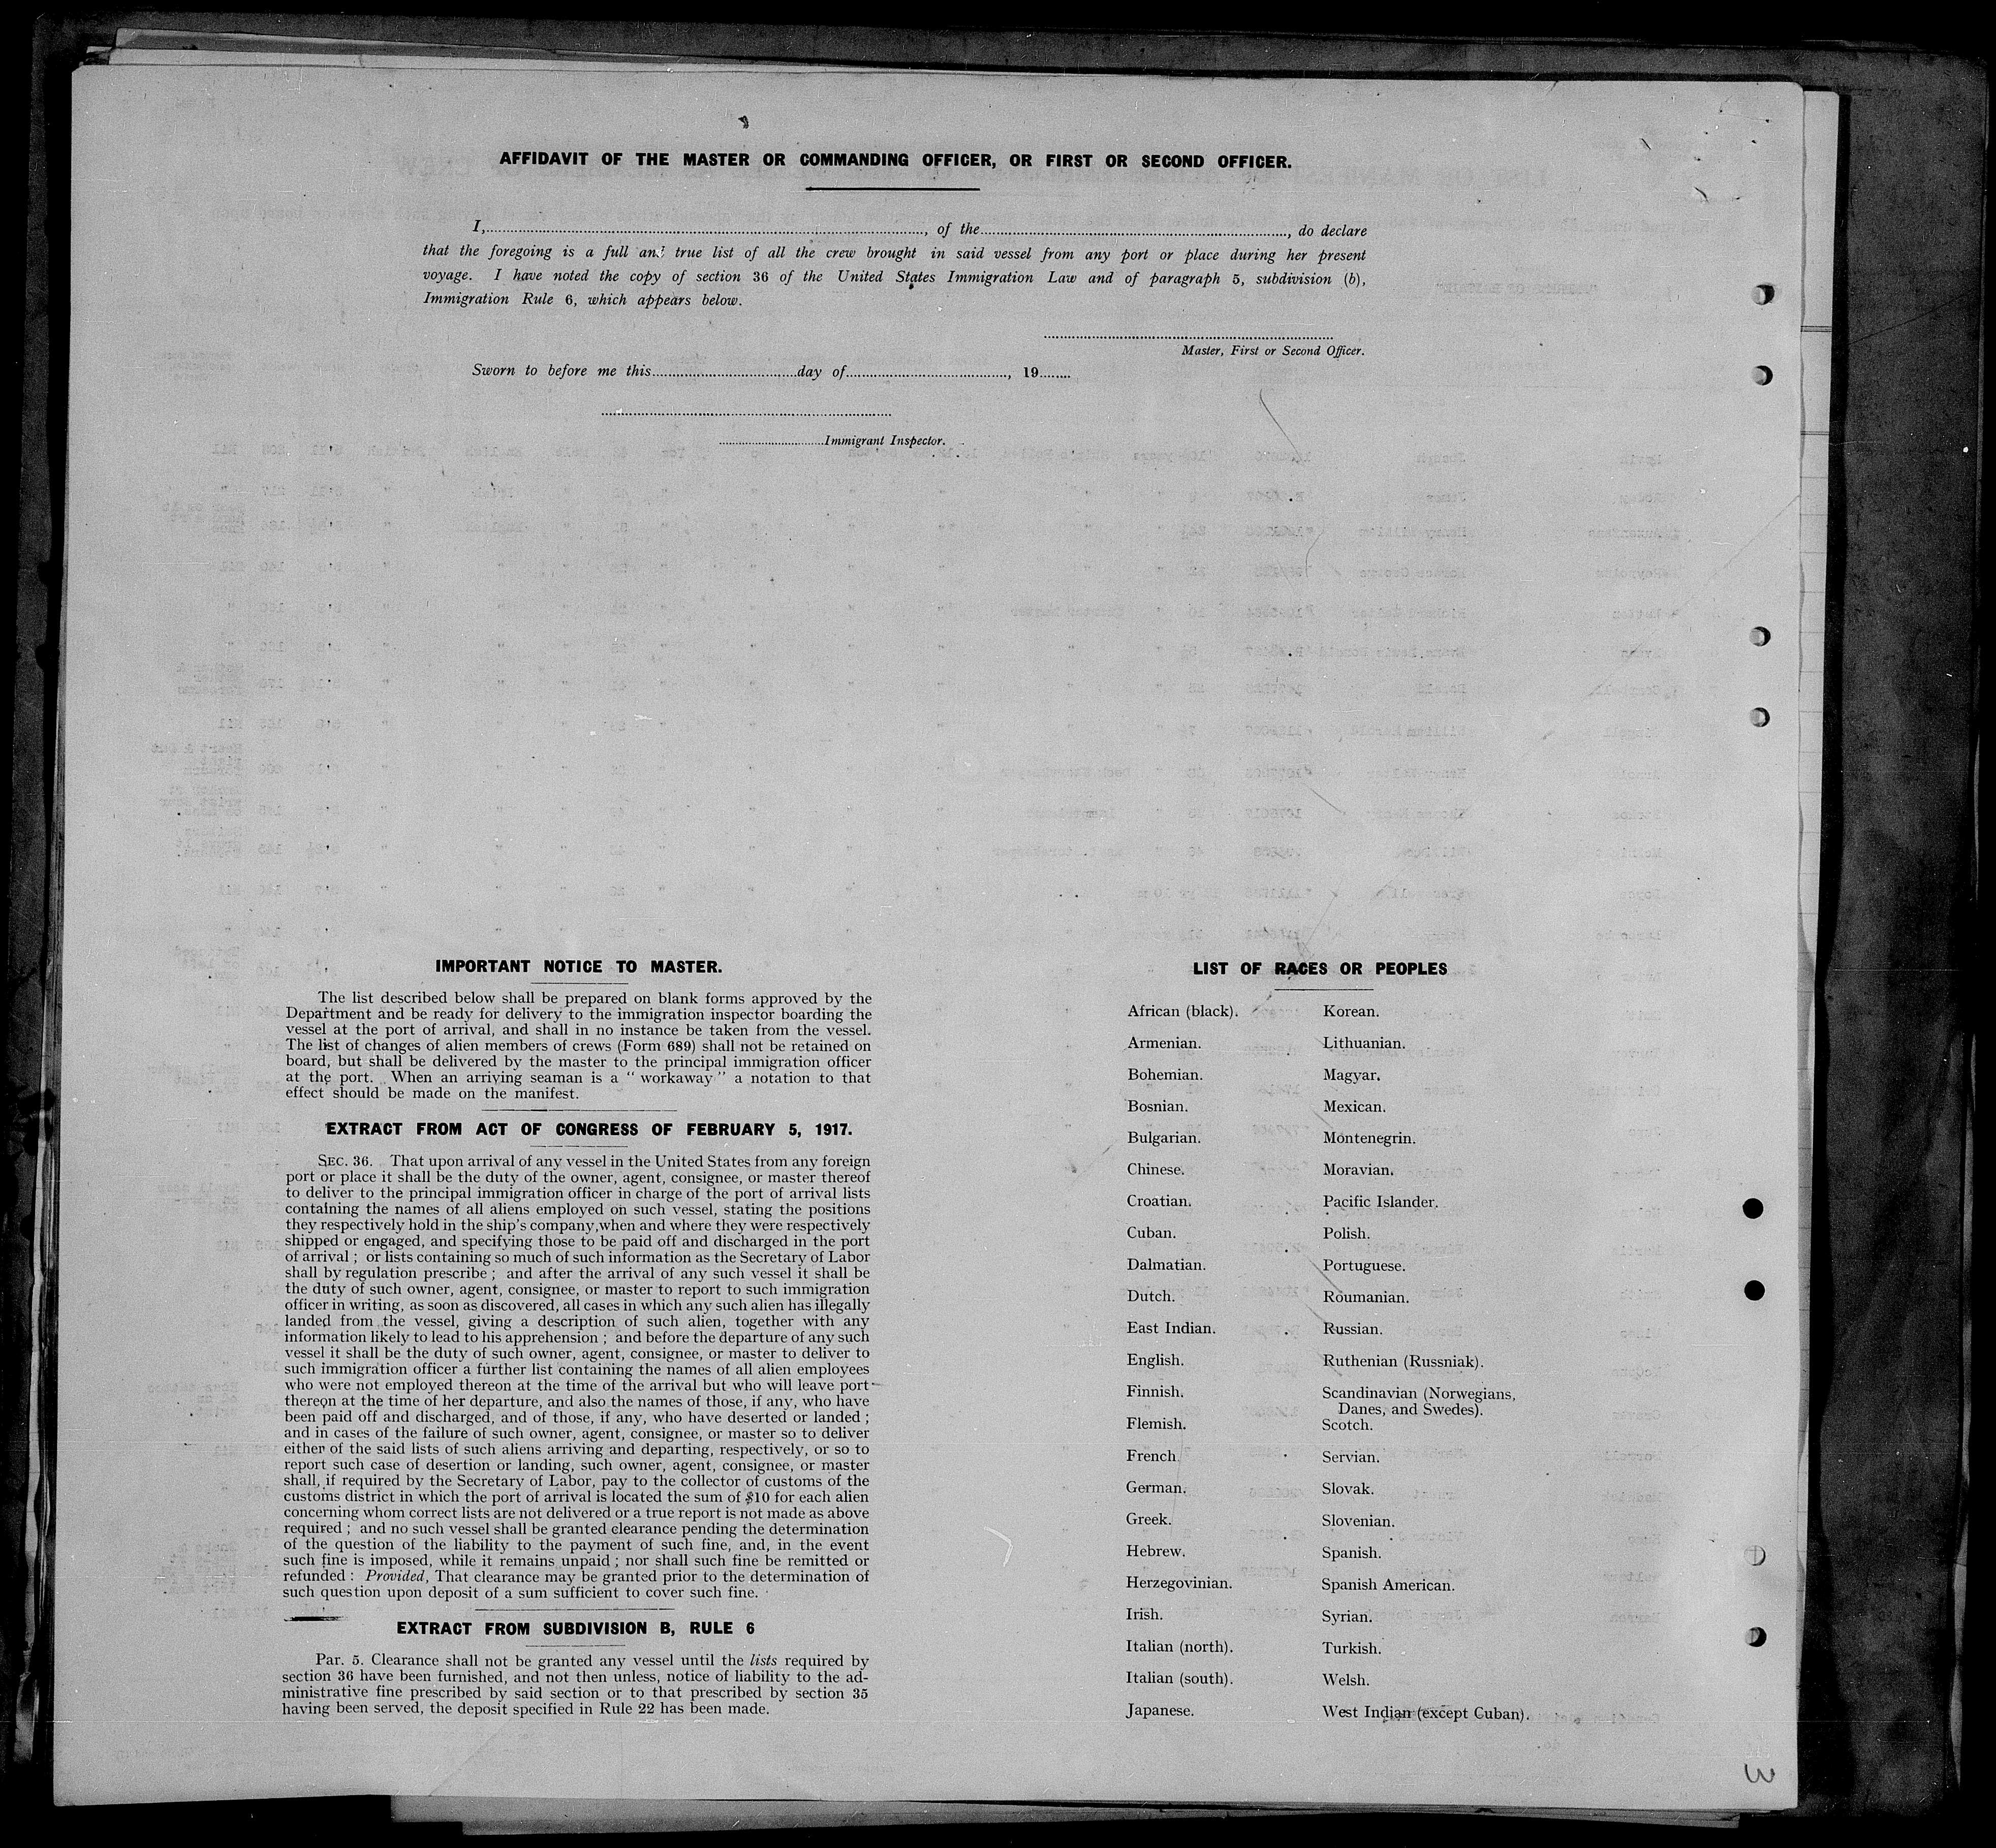 AFFIDAVIT OF THE MASTER OR COMMANDING OFFICER, OR FIRST OR SECOND OFFICER.
I,................, of the................, do declare
that the foregoing is a full and true list of all the crew brought in said vessel from any port or place during her present
voyage. I have noted the copy of section 36 of the United States Immigration Law and of paragraph 5, subdivision (b),
Immigration Rule 6, which appears below.
Master, First or Second Officer.
Sworn to before me this................day of................, 19........
................Immigrant Inspector.
IMPORTANT NOTICE TO MASTER.
The list described below shall be prepared on blank forms approved by the
Department and be ready for delivery to the immigration inspector boarding the
vessel at the port of arrival, and shall in no instance be taken from the vessel.
The list of changes of alien members of crews (Form 689) shall not be retained on
board, but shall be delivered by the master to the principal immigration officer
at the port. When an arriving seaman is a " workaway " a notation to that
effect should be made on the manifest.
EXTRACT FROM ACT OF CONGRESS OF FEBRUARY 5, 1917.
SEC. 36. That upon arrival of any vessel in the United States from any foreign
port or place it shall be the duty of the owner, agent, consignee, or master thereof
to deliver to the principal immigration officer in charge of the port of arrival lists
containing the names of all aliens employed on such vessel, stating the positions
they respectively hold in the ship's company,when and where they were respectively
shipped or engaged, and specifying those to be paid off and discharged in the port
of arrival ; or lists containing so much of such information as the Secretary of Labor
shall by regulation prescribe ; and after the arrival of any such vessel it shall be
the duty of such owner, agent, consignee, or master to report to such immigration
officer in writing, as soon as discovered, all cases in which any such alien has illegally
landed from the vessel, giving a description of such alien, together with any
information likely to lead to his apprehension ; and before the departure of any such
vessel it shall be the duty of such owner, agent, consignee, or master to deliver to
such immigration officer a further list containing the names of all alien employees
who were not employed thereon at the time of the arrival but who will leave port
thereon at the time of her departure, and also the names of those, if any, who have
been paid off and discharged, and of those, if any, who have deserted or landed ;
and in cases of the failure of such owner, agent, consignee, or master so to deliver
either of the said lists of such aliens arriving and departing, respectively, or so to
report such case of desertion or landing, such owner, agent, consignee, or master
shall, if required by the Secretary of Labor, pay to the collector of customs of the
customs district in which the port of arrival is located the sum of $10 for each alien
concerning whom correct lists are not delivered or a true report is not made as above
required ; and no such vessel shall be granted clearance pending the determination
of the question of the liability to the payment of such fine, and, in the event
such fine is imposed, while it remains unpaid ; nor shall such fine be remitted or
refunded : Provided, That clearance may be granted prior to the determination of
such question upon deposit of a sum sufficient to cover such fine.
EXTRACT FROM SUBDIVISION B, RULE 6
Par. 5. Clearance shall not be granted any vessel until the lists required by
section 36 have been furnished, and not then unless, notice of liability to the ad-
ministrative fine prescribed by said section or to that prescribed by section 35
having been served, the deposit specified in Rule 22 has been made.
LIST OF RACES OR PEOPLES
African (black).
Armenian.
Bohemian.
Bosnian.
Bulgarian.
Chinese.
Croatian.
Cuban.
Dalmatian.
Dutch.
East Indian.
English.
Finnish.
Flemish.
French.
German.
Greek.
Hebrew.
Herzegovinian.
Irish.
Italian (north).
Italian (south).
Japanese.
Korean.
Lithuanian.
Magyar.
Mexican.
Montenegrin.
Moravian.
Pacific Islander.
Polish.
Portuguese.
Roumanian.
Russian.
Ruthenian (Russniak).
Scandinavian (Norwegians,
Danes, and Swedes).
Scotch.
Servian.
Slovak.
Slovenian.
Spanish.
Spanish American.
Syrian.
Turkish.
Welsh.
West Indian (except Cuban).